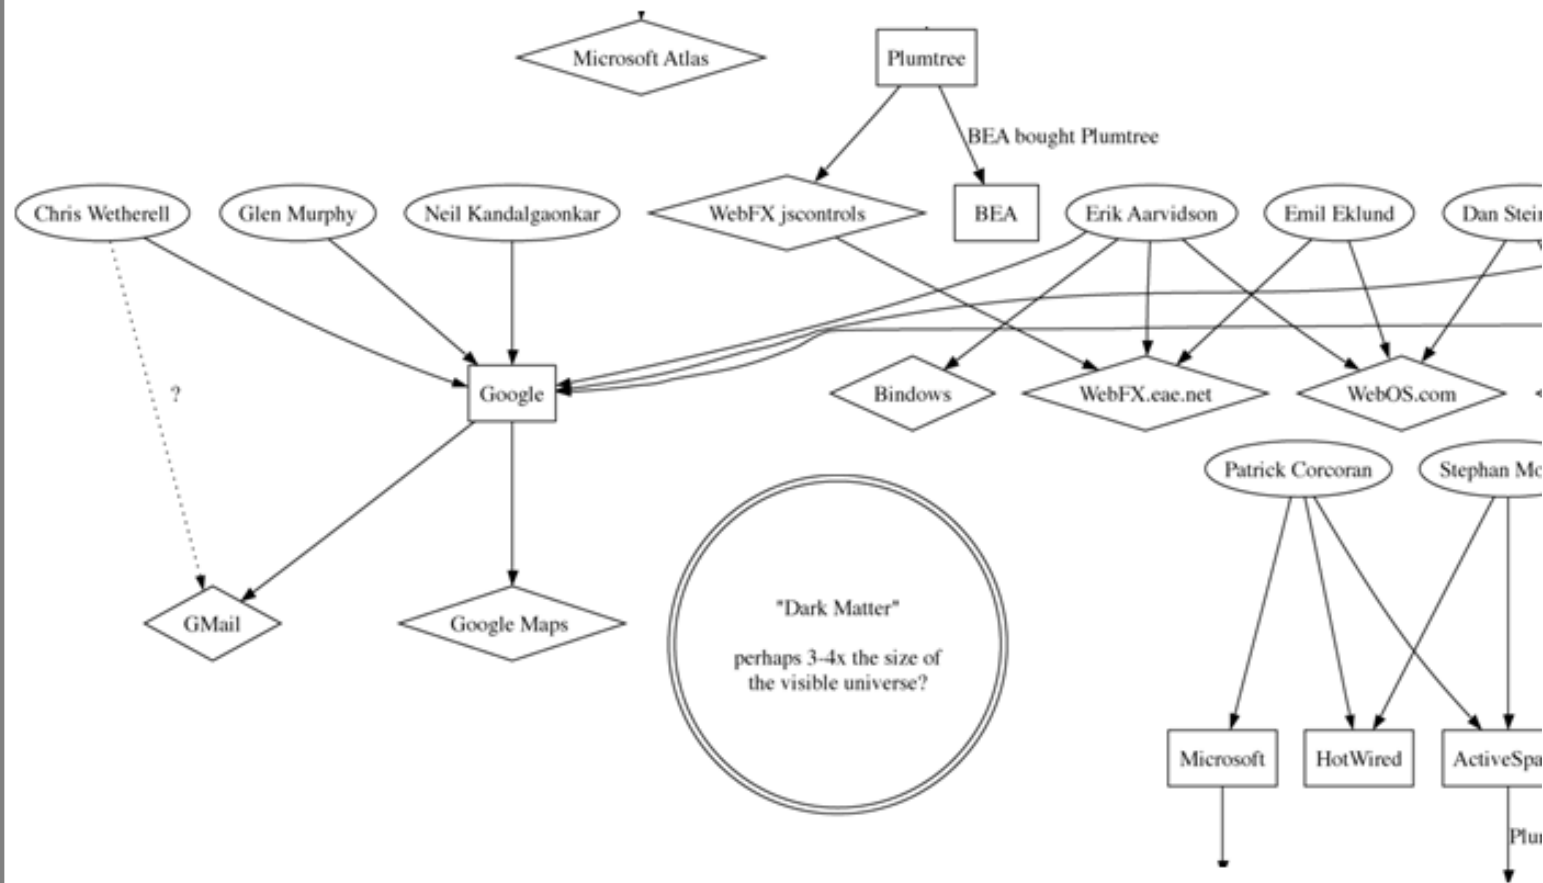 Microsoft Atlas
Plumtree
BEA bought Plumtree
Chris Wetherell
Glen Murphy
Neil Kandalgaonkar
WebFX jscontrols
BEA
Erik Aarvidson
Emil Eklund
Dan
?
Google
Bindows
WebFX.eae.net
WebOS.com
Patrick Corcoran
Stephan
GMail
Google Maps
"Dark Matter"
perhaps 3-4x the size of
the visible universe?
Microsoft
HotWired